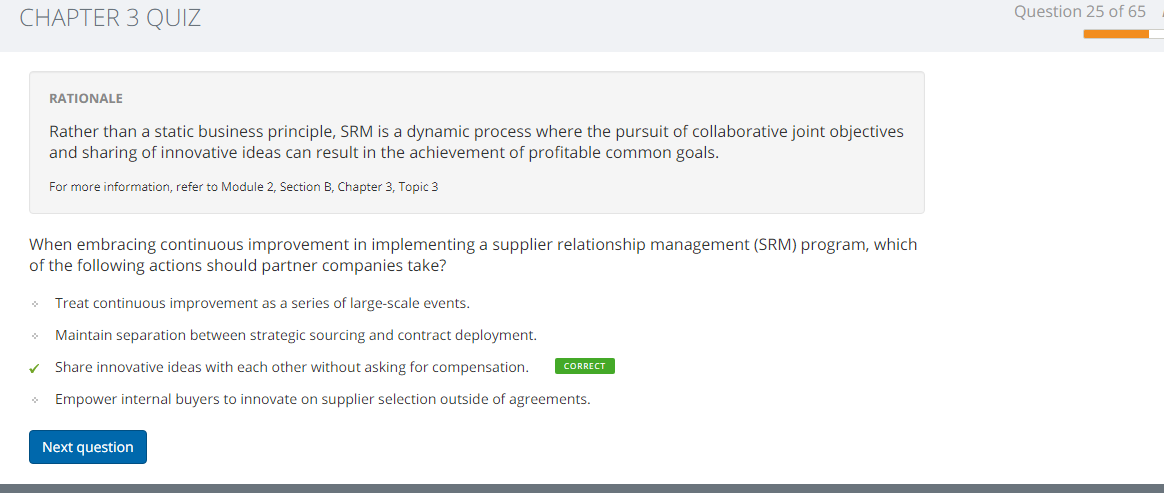 CHAPTER 3 QUIZ
Question 25 of 65
RATIONALE
Rather than a static business principle, SRM is a dynamic process where the pursuit of collaborative joint objectives
and sharing of innovative ideas can result in the achievement of profitable common goals.
For more information, refer to Module 2, Section B, Chapter 3, Topic 3
When embracing continuous improvement in implementing a supplier relationship management (SRM) program, which
of the following actions should partner companies take?
Treat continuous improvement as a series of large-scale events.
Maintain separation between strategic sourcing and contract deployment.
Share innovative ideas with each other without asking for compensation. CORRECT
Empower internal buyers to innovate on supplier selection outside of agreements.
Next question